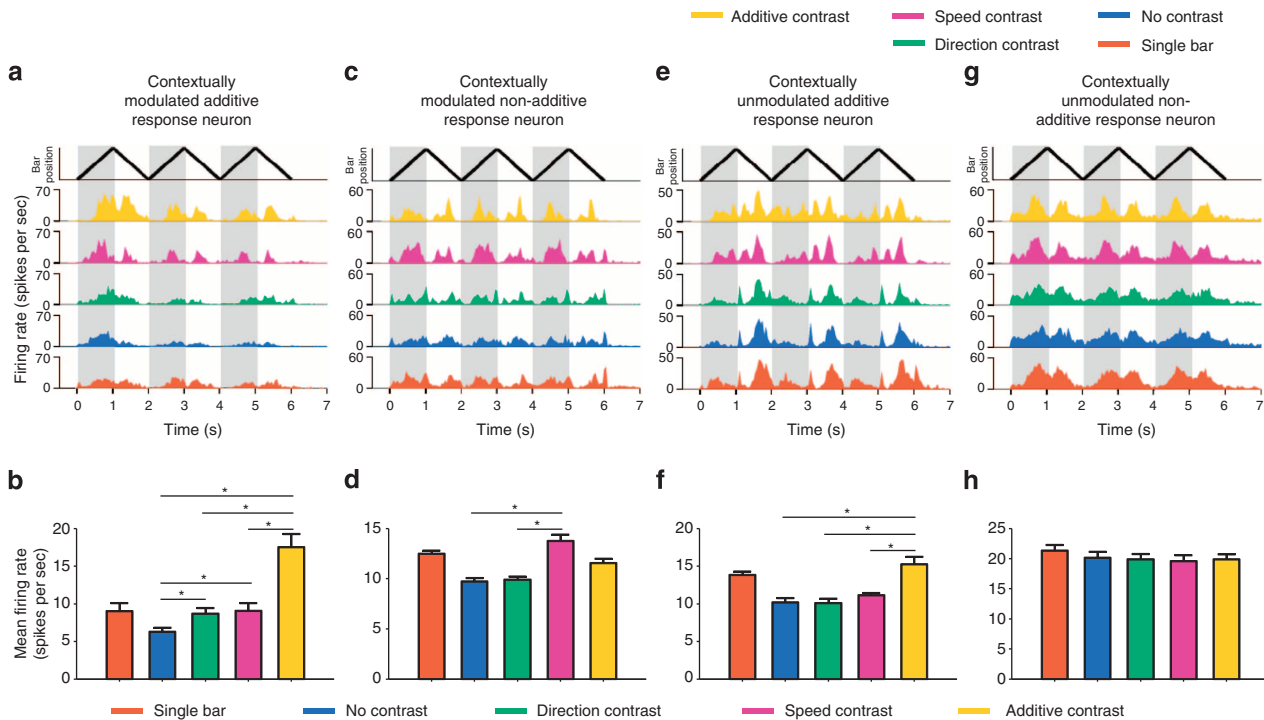 Additive contrast
Speed contrast
No contrast
Direction contrast
Single bar
a
Contextually
modulated additive
response neuron
c
Contextually
modulated non-additive
response neuron
e
Contextually
unmodulated additive
response neuron
g
Contextually
unmodulated non-
additive response neuron
Bar
position
Bar
position
Bar
position
Bar
position
Firing rate (spikes per sec)
70
0
70
0
70
0
70
0
70
0
0 1 2 3 4 5 6 7
Time (s)
60
0
60
0
60
0
60
0
60
0
0 1 2 3 4 5 6 7
Time (s)
50
0
50
0
50
0
50
0
50
0
0 1 2 3 4 5 6 7
Time (s)
60
0
60
0
60
0
60
0
60
0
0 1 2 3 4 5 6 7
Time (s)
b
Mean firing rate
(spikes per sec)
20
15
10
5
0
* * * * *
d
15
10
5
0
* *
f
20
15
10
5
0
* * *
h
25
20
15
10
5
0
Single bar
No contrast
Direction contrast
Speed contrast
Additive contrast